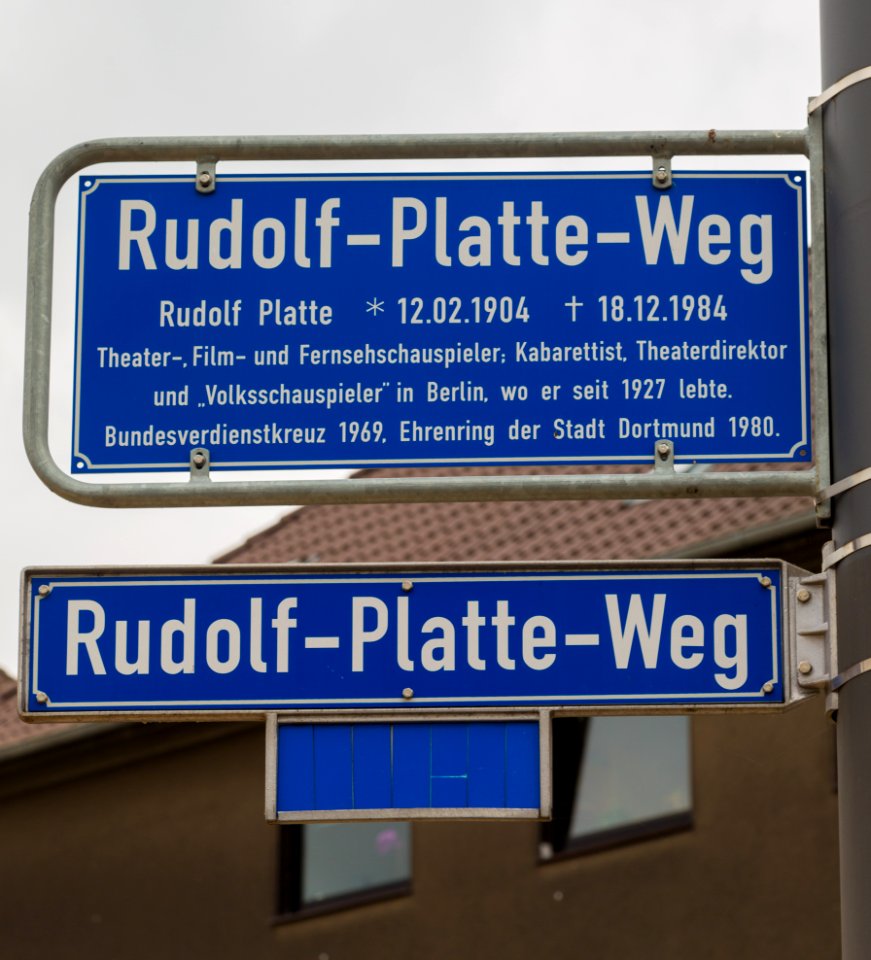 Rudolf-Platte-Weg
Rudolf Platte * 12.02.1904 † 18.12.1984
Theater-, Film- und Fernsehschauspieler; Kabarettist, Theaterdirektor
und „Volksschauspieler" in Berlin, wo er seit 1927 lebte.
Bundesverdienstkreuz 1969, Ehrenring der Stadt Dortmund 1980.
Rudolf-Platte-Weg